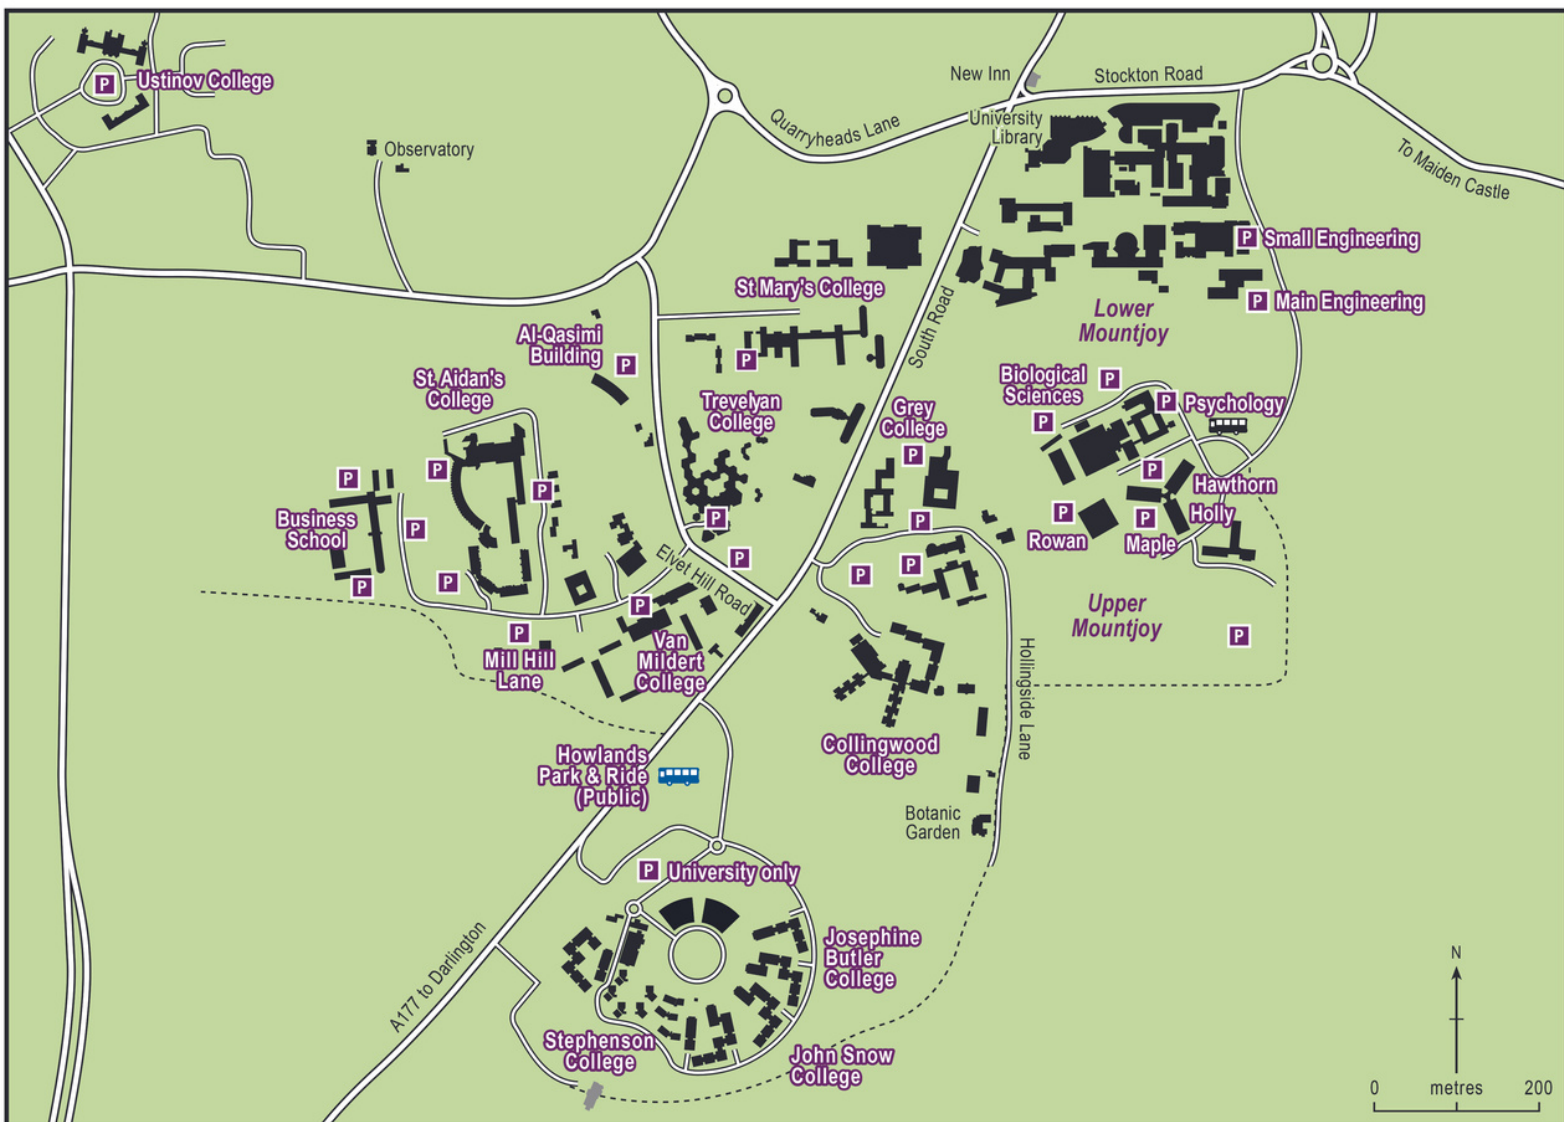 Ustinov College
P
Observatory
New Inn
Stockton Road
Quarryheads Lane
University
Library
To Maiden Castle
P
Small Engineering
P
Main Engineering
Lower
Mountjoy
St Mary's College
South Road
Al-Qasimi
Building
P
P
St. Aidan's
College
Trevelyan
College
Grey
College
P
Biological
Sciences
P
P
P
Psychology
P
Hawthorn
Holly
P
Maple
P
Rowan
P
P
P
Business
School
P
P
P
P
P
Elvet Hill Road
P
P
P
P
P
Mill Hill
Lane
Van
Mildert
College
Upper
Mountjoy
P
Hollingside Lane
Collingwood
College
Howlands
Park & Ride
(Public)
Botanic
Garden
P
University only
A177 to Darlington
Josephine
Butler
College
Stephenson
College
John Snow
College
N
0 metres 200